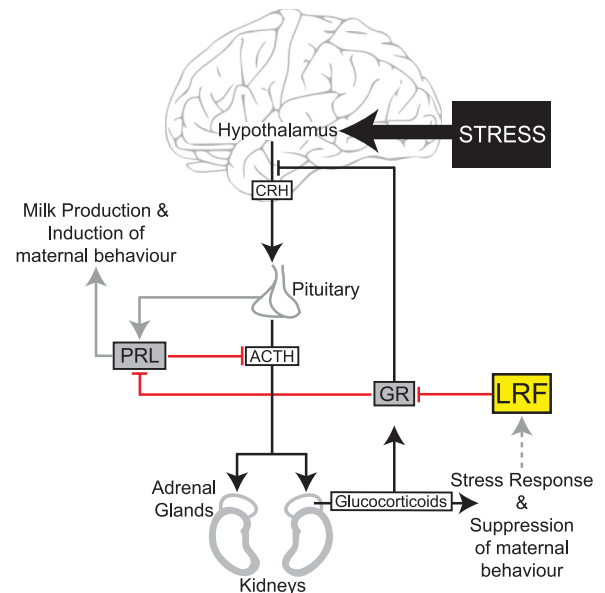 Hypothalamus
STRESS
CRH
Milk Production &
Induction of
maternal behaviour
Pituitary
PRL
ACTH
GR
LRF
Adrenal
Glands
Glucocorticoids
Stress Response
&
Suppression
of maternal
behaviour
Kidneys